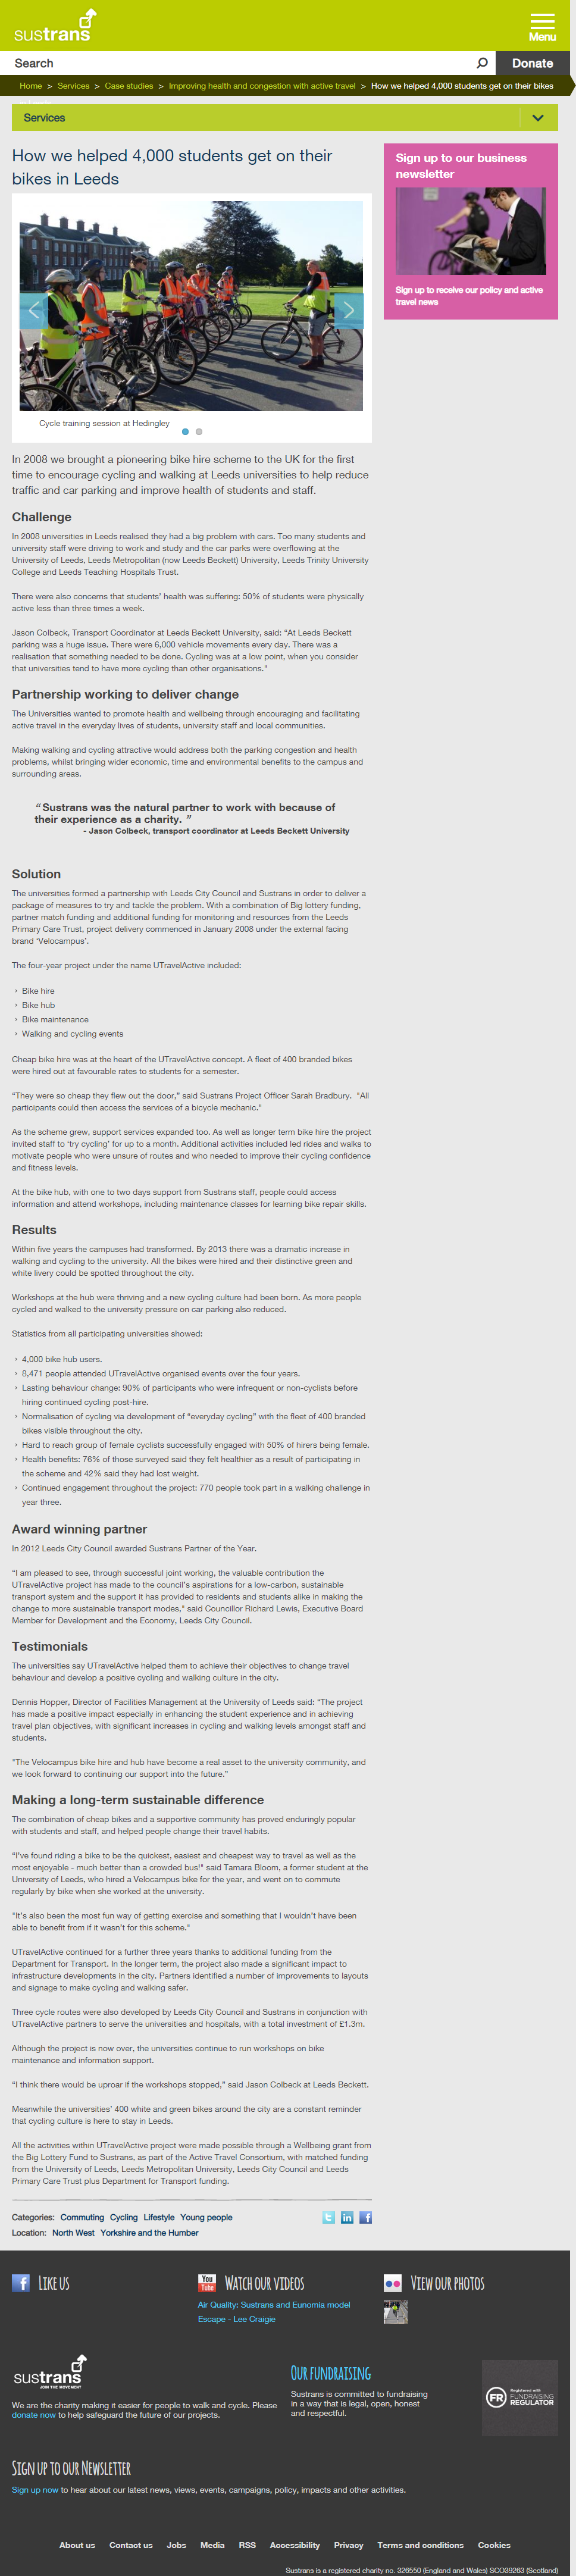 sustrans
Menu
Search
Donate
Home > Services > Case studies > Improving health and congestion with active travel > How we helped 4,000 students get on their bikes
Services
How we helped 4,000 students get on their
bikes in Leeds
Cycle training session at Hedingley
Sign up to our business
newsletter
Sign up to receive our policy and active
travel news
In 2008 we brought a pioneering bike hire scheme to the UK for the first
time to encourage cycling and walking at Leeds universities to help reduce
traffic and car parking and improve health of students and staff.
Challenge
In 2008 universities in Leeds realised they had a big problem with cars. Too many students and
university staff were driving to work and study and the car parks were overflowing at the
University of Leeds, Leeds Metropolitan (now Leeds Beckett) University, Leeds Trinity University
College and Leeds Teaching Hospitals Trust.
There were also concerns that students' health was suffering: 50% of students were physically
active less than three times a week.
Jason Colbeck, Transport Coordinator at Leeds Beckett University, said: "At Leeds Beckett
parking was a huge issue. There were 6,000 vehicle movements every day. There was a
realisation that something needed to be done. Cycling was at a low point, when you consider
that universities tend to have more cycling than other organisations."
Partnership working to deliver change
The Universities wanted to promote health and wellbeing through encouraging and facilitating
active travel in the everyday lives of students, university staff and local communities.
Making walking and cycling attractive would address both the parking congestion and health
problems, whilst bringing wider economic, time and environmental benefits to the campus and
surrounding areas.
“ Sustrans was the natural partner to work with because of
their experience as a charity. ”
- Jason Colbeck, transport coordinator at Leeds Beckett University
Solution
The universities formed a partnership with Leeds City Council and Sustrans in order to deliver a
package of measures to try and tackle the problem. With a combination of Big lottery funding,
partner match funding and additional funding for monitoring and resources from the Leeds
Primary Care Trust, project delivery commenced in January 2008 under the external facing
brand ‘Velocampus’.
The four-year project under the name UTravelActive included:
› Bike hire
› Bike hub
› Bike maintenance
› Walking and cycling events
Cheap bike hire was at the heart of the UTravelActive concept. A fleet of 400 branded bikes
were hired out at favourable rates to students for a semester.
“They were so cheap they flew out the door,” said Sustrans Project Officer Sarah Bradbury. "All
participants could then access the services of a bicycle mechanic."
As the scheme grew, support services expanded too. As well as longer term bike hire the project
invited staff to ‘try cycling’ for up to a month. Additional activities included led rides and walks to
motivate people who were unsure of routes and who needed to improve their cycling confidence
and fitness levels.
At the bike hub, with one to two days support from Sustrans staff, people could access
information and attend workshops, including maintenance classes for learning bike repair skills.
Results
Within five years the campuses had transformed. By 2013 there was a dramatic increase in
walking and cycling to the university. All the bikes were hired and their distinctive green and
white livery could be spotted throughout the city.
Workshops at the hub were thriving and a new cycling culture had been born. As more people
cycled and walked to the university pressure on car parking also reduced.
Statistics from all participating universities showed:
› 4,000 bike hub users.
› 8,471 people attended UTravelActive organised events over the four years.
› Lasting behaviour change: 90% of participants who were infrequent or non-cyclists before
hiring continued cycling post-hire.
› Normalisation of cycling via development of “everyday cycling” with the fleet of 400 branded
bikes visible throughout the city.
› Hard to reach group of female cyclists successfully engaged with 50% of hirers being female.
› Health benefits: 76% of those surveyed said they felt healthier as a result of participating in
the scheme and 42% said they had lost weight.
› Continued engagement throughout the project: 770 people took part in a walking challenge in
year three.
Award winning partner
In 2012 Leeds City Council awarded Sustrans Partner of the Year.
“I am pleased to see, through successful joint working, the valuable contribution the
UTravelActive project has made to the council's aspirations for a low-carbon, sustainable
transport system and the support it has provided to residents and students alike in making the
change to more sustainable transport modes," said Councillor Richard Lewis, Executive Board
Member for Development and the Economy, Leeds City Council.
Testimonials
The universities say UTravelActive helped them to achieve their objectives to change travel
behaviour and develop a positive cycling and walking culture in the city.
Dennis Hopper, Director of Facilities Management at the University of Leeds said: “The project
has made a positive impact especially in enhancing the student experience and in achieving
travel plan objectives, with significant increases in cycling and walking levels amongst staff and
students.
"The Velocampus bike hire and hub have become a real asset to the university community, and
we look forward to continuing our support into the future.”
Making a long-term sustainable difference
The combination of cheap bikes and a supportive community has proved enduringly popular
with students and staff, and helped people change their travel habits.
“I've found riding a bike to be the quickest, easiest and cheapest way to travel as well as the
most enjoyable - much better than a crowded bus!" said Tamara Bloom, a former student at the
University of Leeds, who hired a Velocampus bike for the year, and went on to commute
regularly by bike when she worked at the university.
"It's also been the most fun way of getting exercise and something that I wouldn't have been
able to benefit from if it wasn't for this scheme."
UTravelActive continued for a further three years thanks to additional funding from the
Department for Transport. In the longer term, the project also made a significant impact to
infrastructure developments in the city. Partners identified a number of improvements to layouts
and signage to make cycling and walking safer.
Three cycle routes were also developed by Leeds City Council and Sustrans in conjunction with
UTravelActive partners to serve the universities and hospitals, with a total investment of £1.3m.
Although the project is now over, the universities continue to run workshops on bike
maintenance and information support.
“I think there would be uproar if the workshops stopped,” said Jason Colbeck at Leeds Beckett.
Meanwhile the universities' 400 white and green bikes around the city are a constant reminder
that cycling culture is here to stay in Leeds.
All the activities within UTravelActive project were made possible through a Wellbeing grant from
the Big Lottery Fund to Sustrans, as part of the Active Travel Consortium, with matched funding
from the University of Leeds, Leeds Metropolitan University, Leeds City Council and Leeds
Primary Care Trust plus Department for Transport funding.
Categories: Commuting Cycling Lifestyle Young people
Location: North West Yorkshire and the Humber
Like us
You Tube Watch our videos
Air Quality: Sustrans and Eunomia model
Escape - Lee Craigie
View our photos
sustrans
JOIN THE MOVEMENT
We are the charity making it easier for people to walk and cycle. Please
donate now to help safeguard the future of our projects.
Our fundraising
Sustrans is committed to fundraising
in a way that is legal, open, honest
and respectful.
FR Registered with
FUNDRAISING
REGULATOR
Sign up to our Newsletter
Sign up now to hear about our latest news, views, events, campaigns, policy, impacts and other activities.
About us Contact us Jobs Media RSS Accessibility Privacy Terms and conditions Cookies
Sustrans is a registered charity no. 326550 (England and Wales) SCO39263 (Scotland)